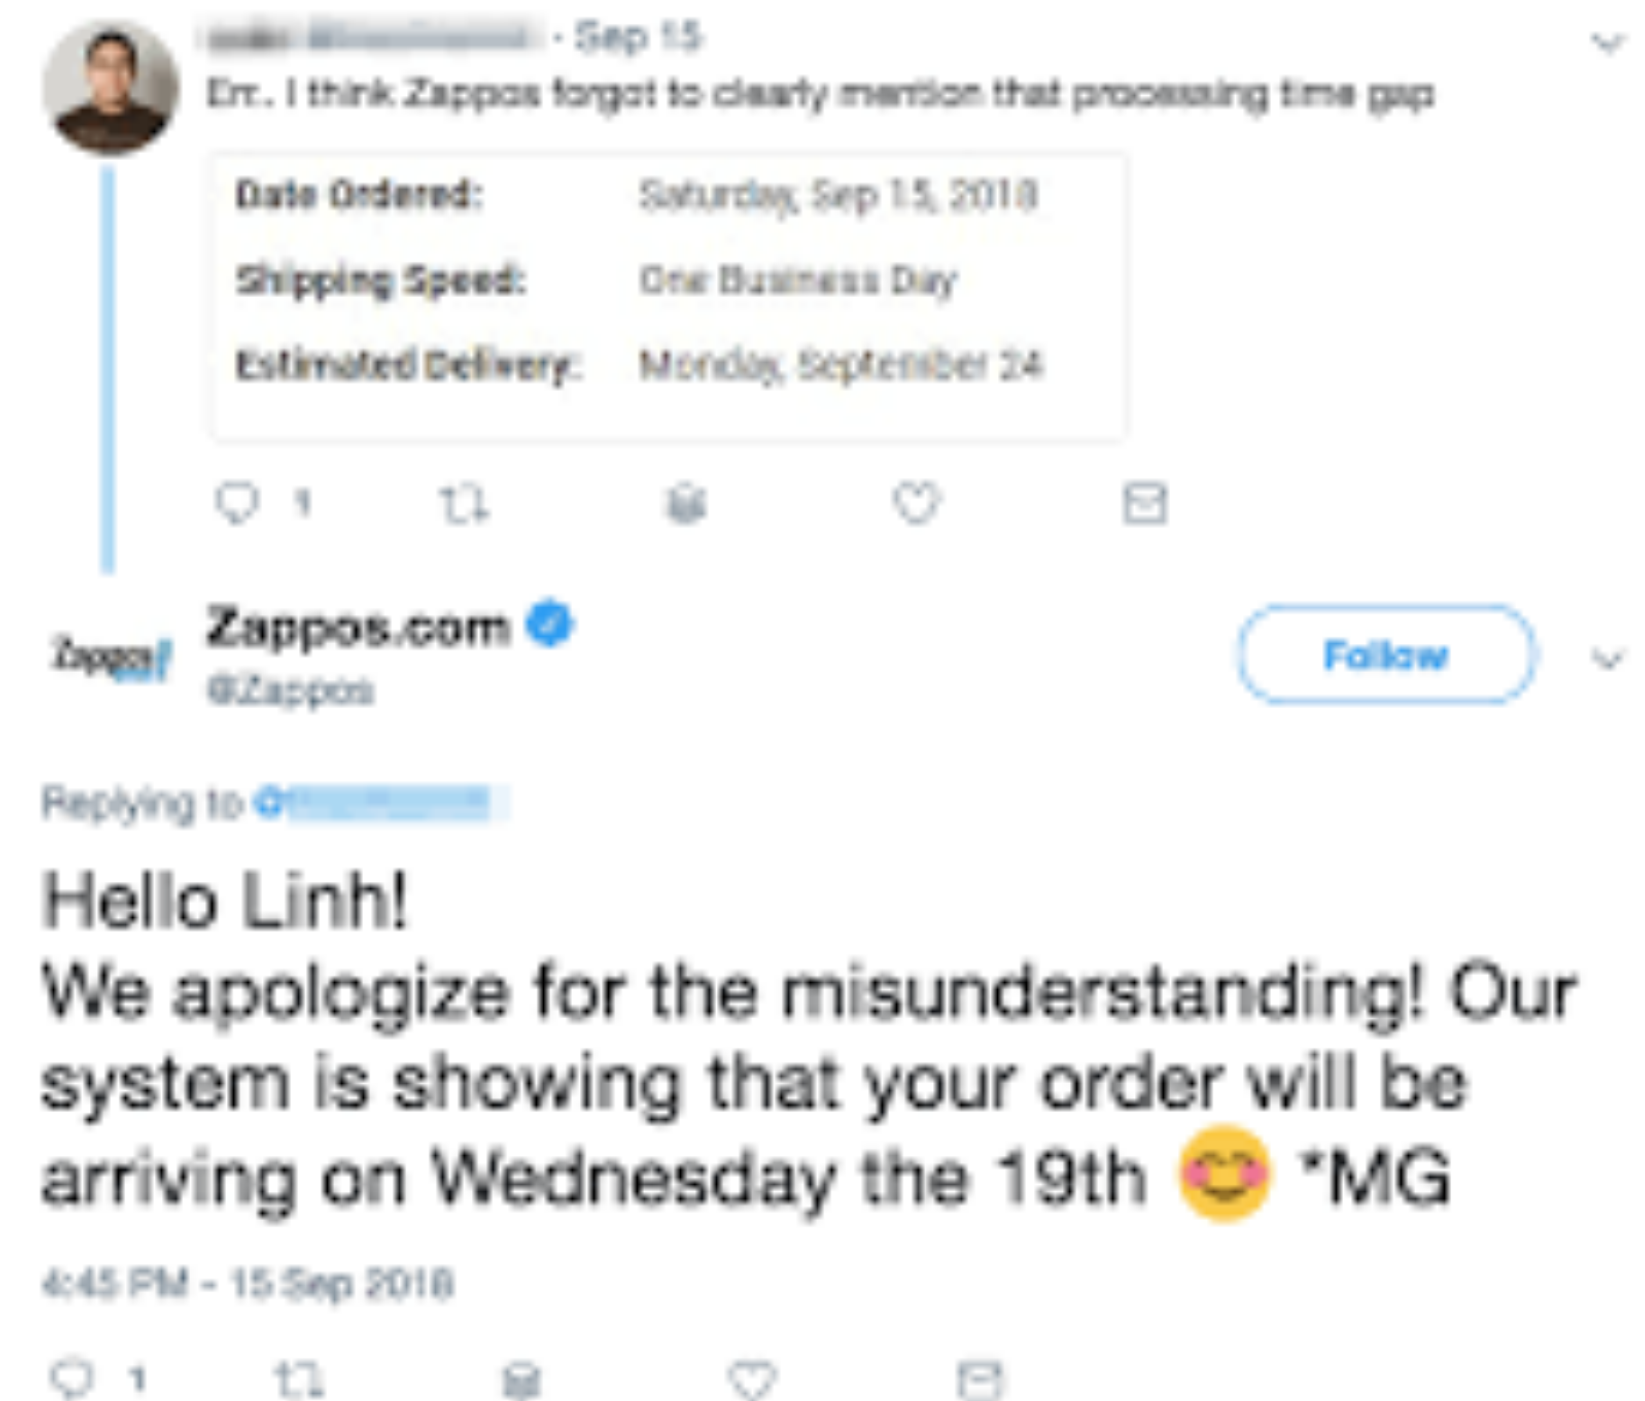 · Sep 15
Err.. I think Zappos forgot to clearly mention that processing time gap
Date Ordered: Saturday, Sep 15, 2018
Shipping Speed: One Business Day
Estimated Delivery: Monday, September 24
1
Zappos
Zappos.com
@Zappos
Follow
Replying to @
Hello Linh!
We apologize for the misunderstanding! Our
system is showing that your order will be
arriving on Wednesday the 19th 😊 *MG
4:45 PM - 15 Sep 2018
1